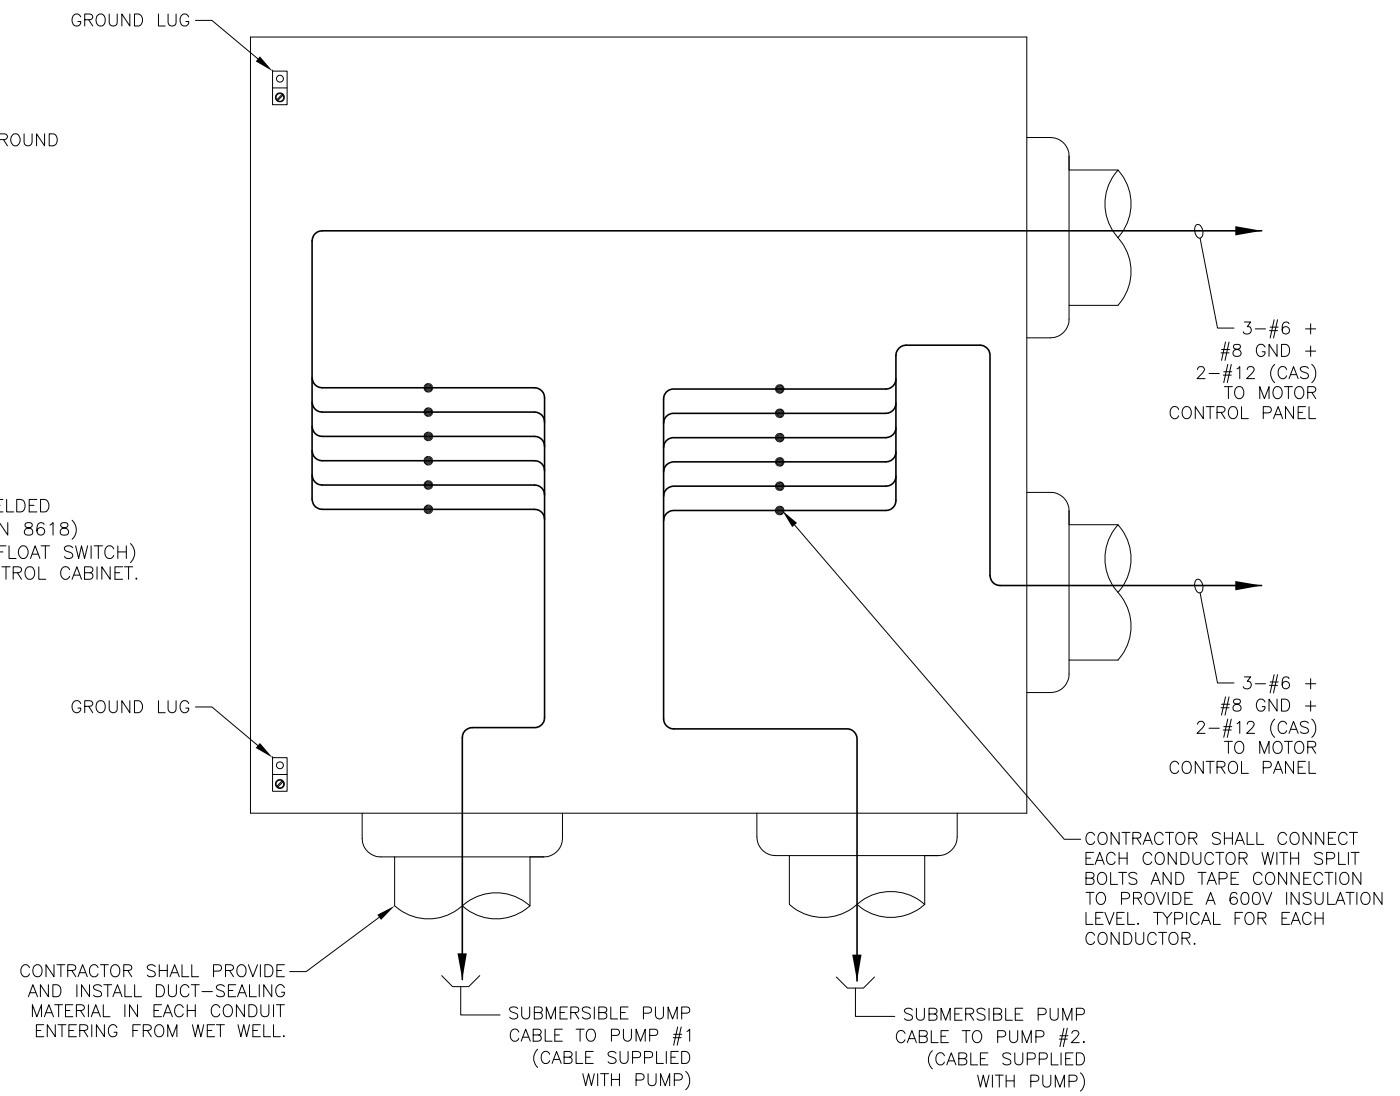 GROUND LUG
ROUND
3-#6 +
#8 GND +
2-#12 (CAS)
TO MOTOR
CONTROL PANEL
ELDED
N 8618)
FLOAT SWITCH)
TROL CABINET.
3-#6 +
#8 GND +
2-#12 (CAS)
TO MOTOR
CONTROL PANEL
GROUND LUG
CONTRACTOR SHALL CONNECT
EACH CONDUCTOR WITH SPLIT
BOLTS AND TAPE CONNECTION
TO PROVIDE A 600V INSULATION
LEVEL. TYPICAL FOR EACH
CONDUCTOR.
CONTRACTOR SHALL PROVIDE
AND INSTALL DUCT-SEALING
MATERIAL IN EACH CONDUIT
ENTERING FROM WET WELL.
SUBMERSIBLE PUMP
CABLE TO PUMP #1
(CABLE SUPPLIED
WITH PUMP)
SUBMERSIBLE PUMP
CABLE TO PUMP #2.
(CABLE SUPPLIED
WITH PUMP)